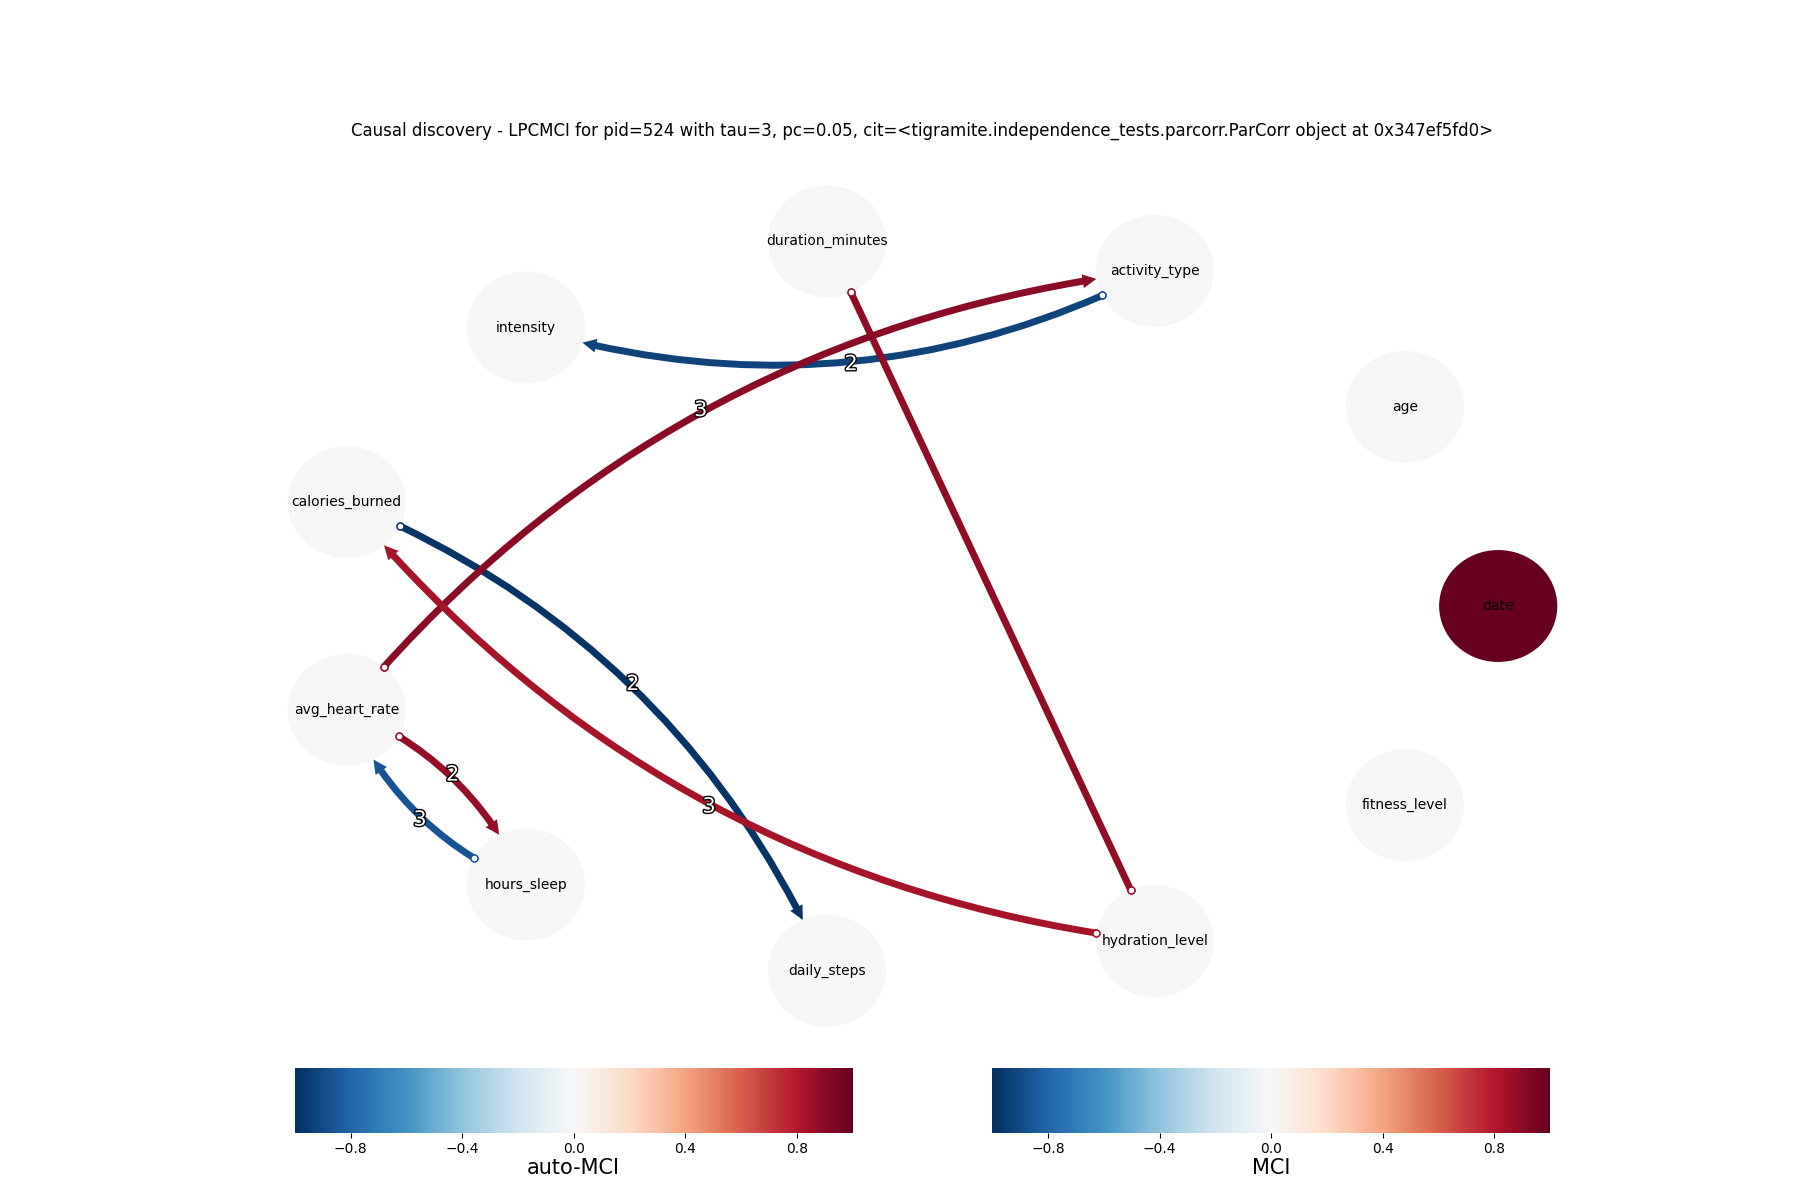 Causal discovery - LPCMCI for pid=524 with tau=3, pc=0.05, cit=<tigramite.independence_tests.parcorr.ParCorr object at 0x347ef5fd0>
duration_minutes
activity_type
intensity
2
age
3
calories_burned
date
2
avg_heart_rate
2
3
3
fitness_level
hours_sleep
hydration_level
daily_steps
−0.8 −0.4 0.0 0.4 0.8
auto-MCI
−0.8 −0.4 0.0 0.4 0.8
MCI